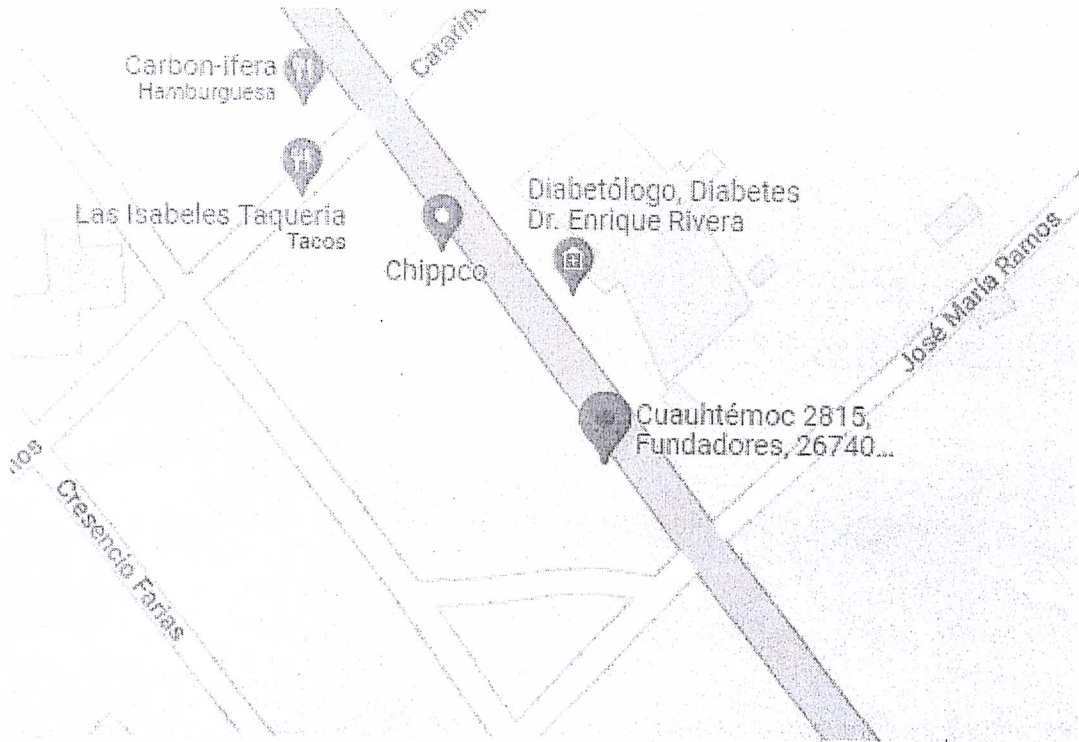 Carbon-ifera
Hamburguesa
Las Isabeles Taqueria
Tacos
Chippco
Diabetólogo, Diabetes
Dr. Enrique Rivera
José María Ramos
Cuauhtémoc 2815,
Fundadores, 26740...
Cresencio Farias